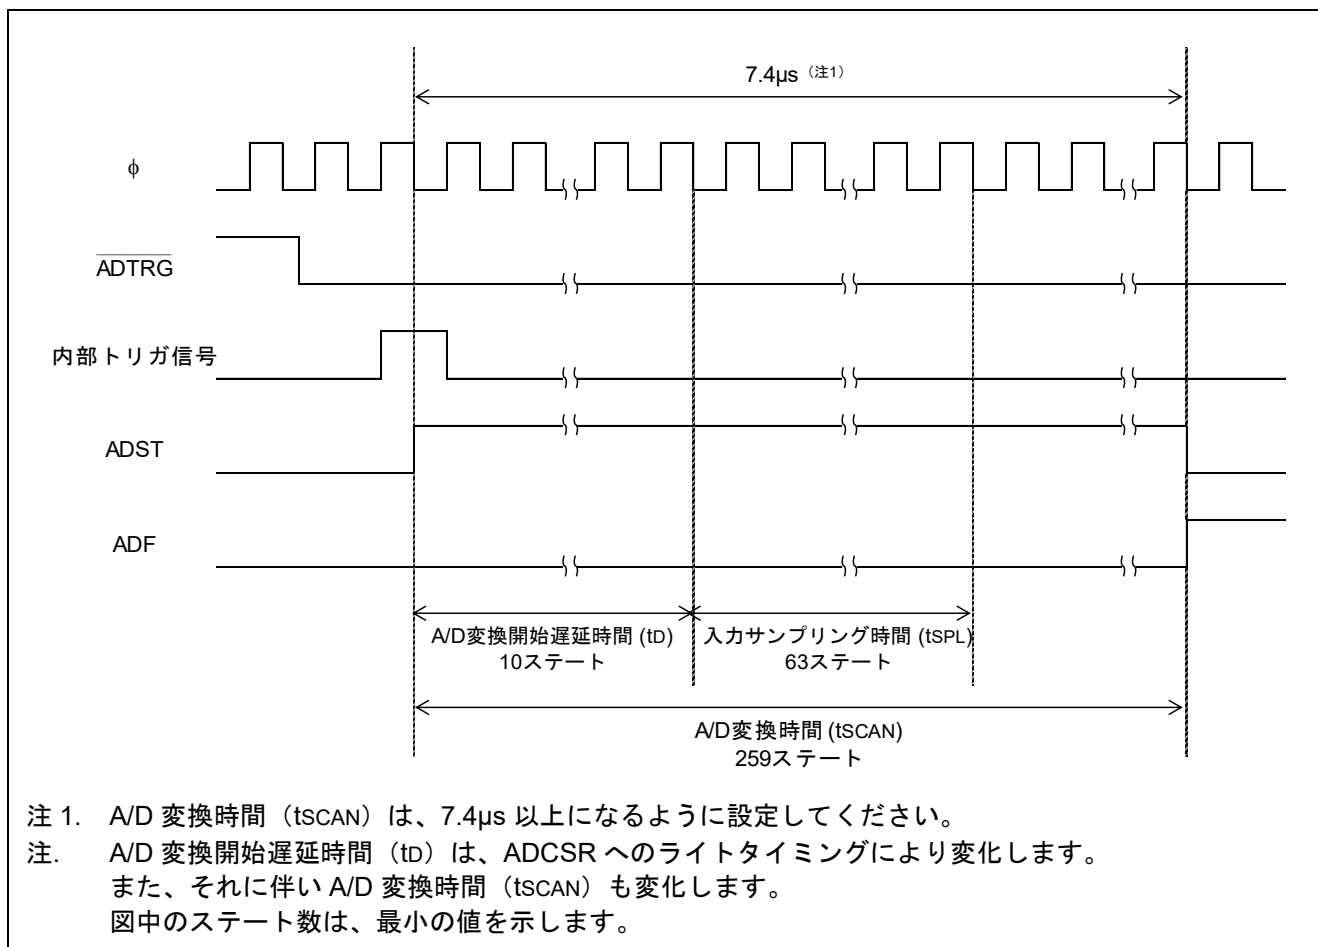 7.4μs（注1）
ϕ
ADTRG
内部トリガ信号
ADST
ADF
A/D変換開始遅延時間 (tD)
10ステート
入力サンプリング時間 (tSPL)
63ステート
A/D変換時間 (tSCAN)
259ステート
注 1. A/D 変換時間（tSCAN）は、7.4μs 以上になるように設定してください。
注. A/D 変換開始遅延時間（tD）は、ADCSR へのライトタイミングにより変化します。
また、それに伴い A/D 変換時間（tSCAN）も変化します。
図中のステート数は、最小の値を示します。